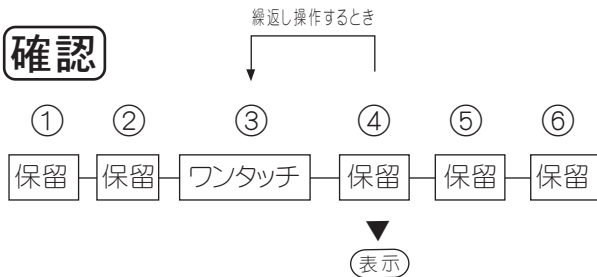 繰返し操作するとき
確認
① ② ③ ④ ⑤ ⑥
保留 保留 ワンタッチ 保留 保留 保留
表示